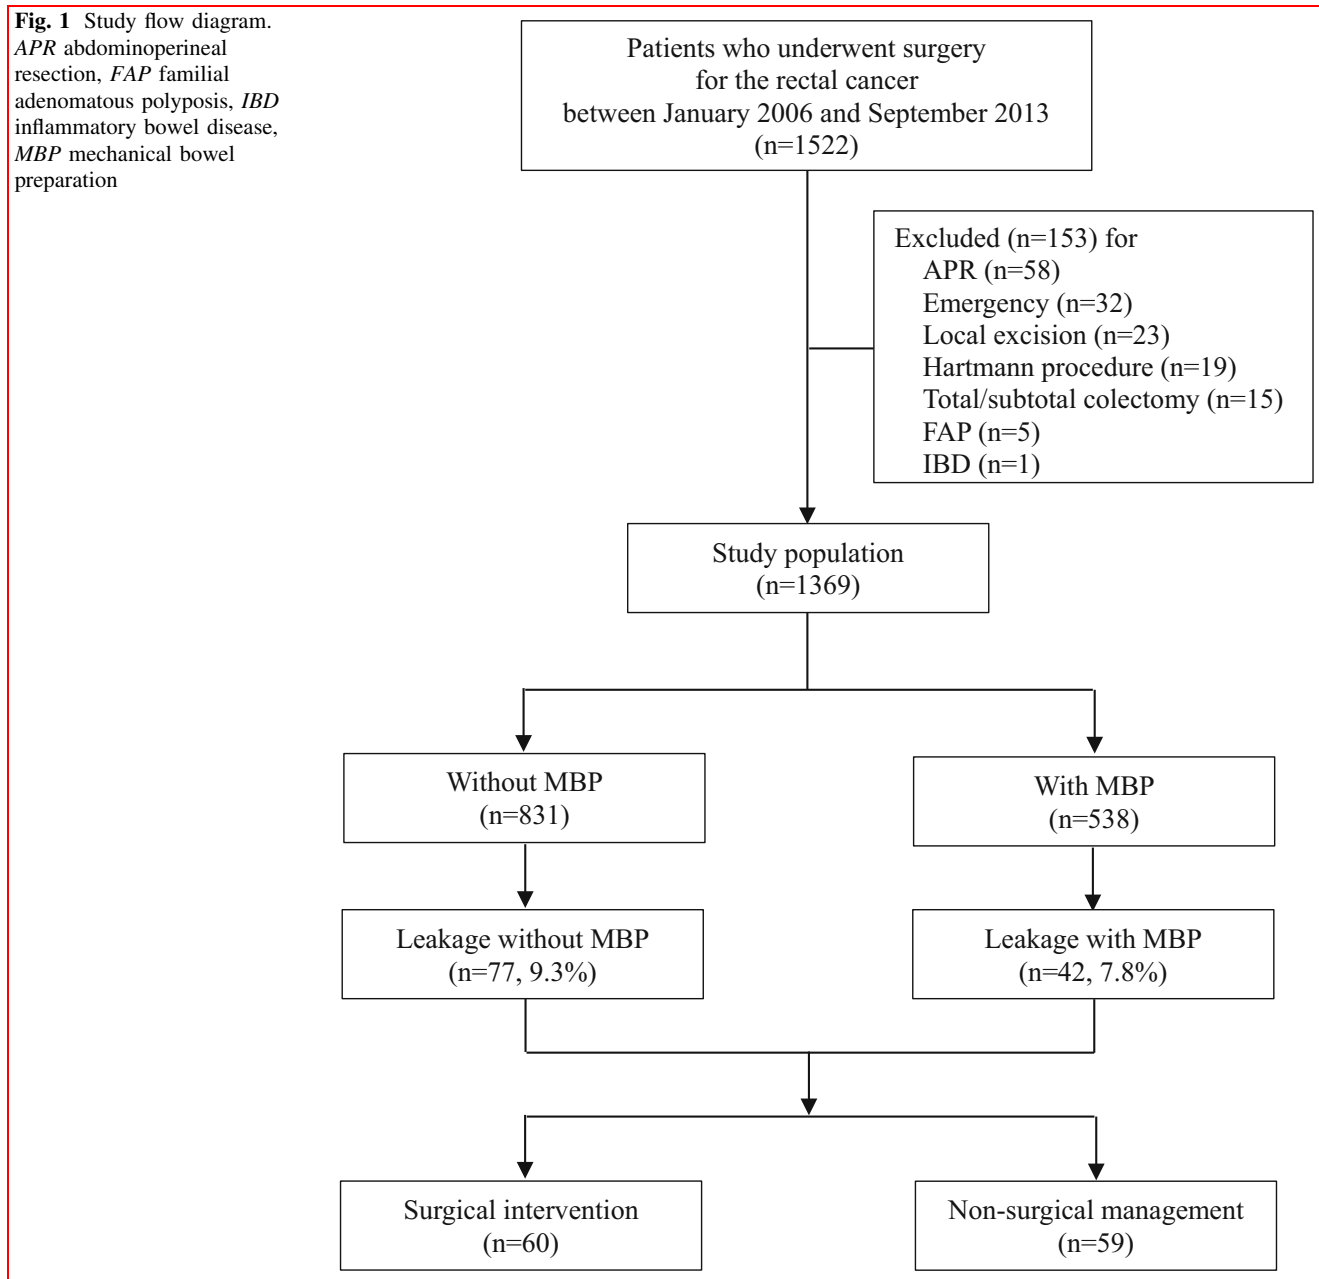 Fig. 1 Study flow diagram.
APR abdominoperineal
resection, FAP familial
adenomatous polyposis, IBD
inflammatory bowel disease,
MBP mechanical bowel
preparation
Patients who underwent surgery
for the rectal cancer
between January 2006 and September 2013
(n=1522)
Excluded (n=153) for
APR (n=58)
Emergency (n=32)
Local excision (n=23)
Hartmann procedure (n=19)
Total/subtotal colectomy (n=15)
FAP (n=5)
IBD (n=1)
Study population
(n=1369)
Without MBP
(n=831)
With MBP
(n=538)
Leakage without MBP
(n=77, 9.3%)
Leakage with MBP
(n=42, 7.8%)
Surgical intervention
(n=60)
Non-surgical management
(n=59)